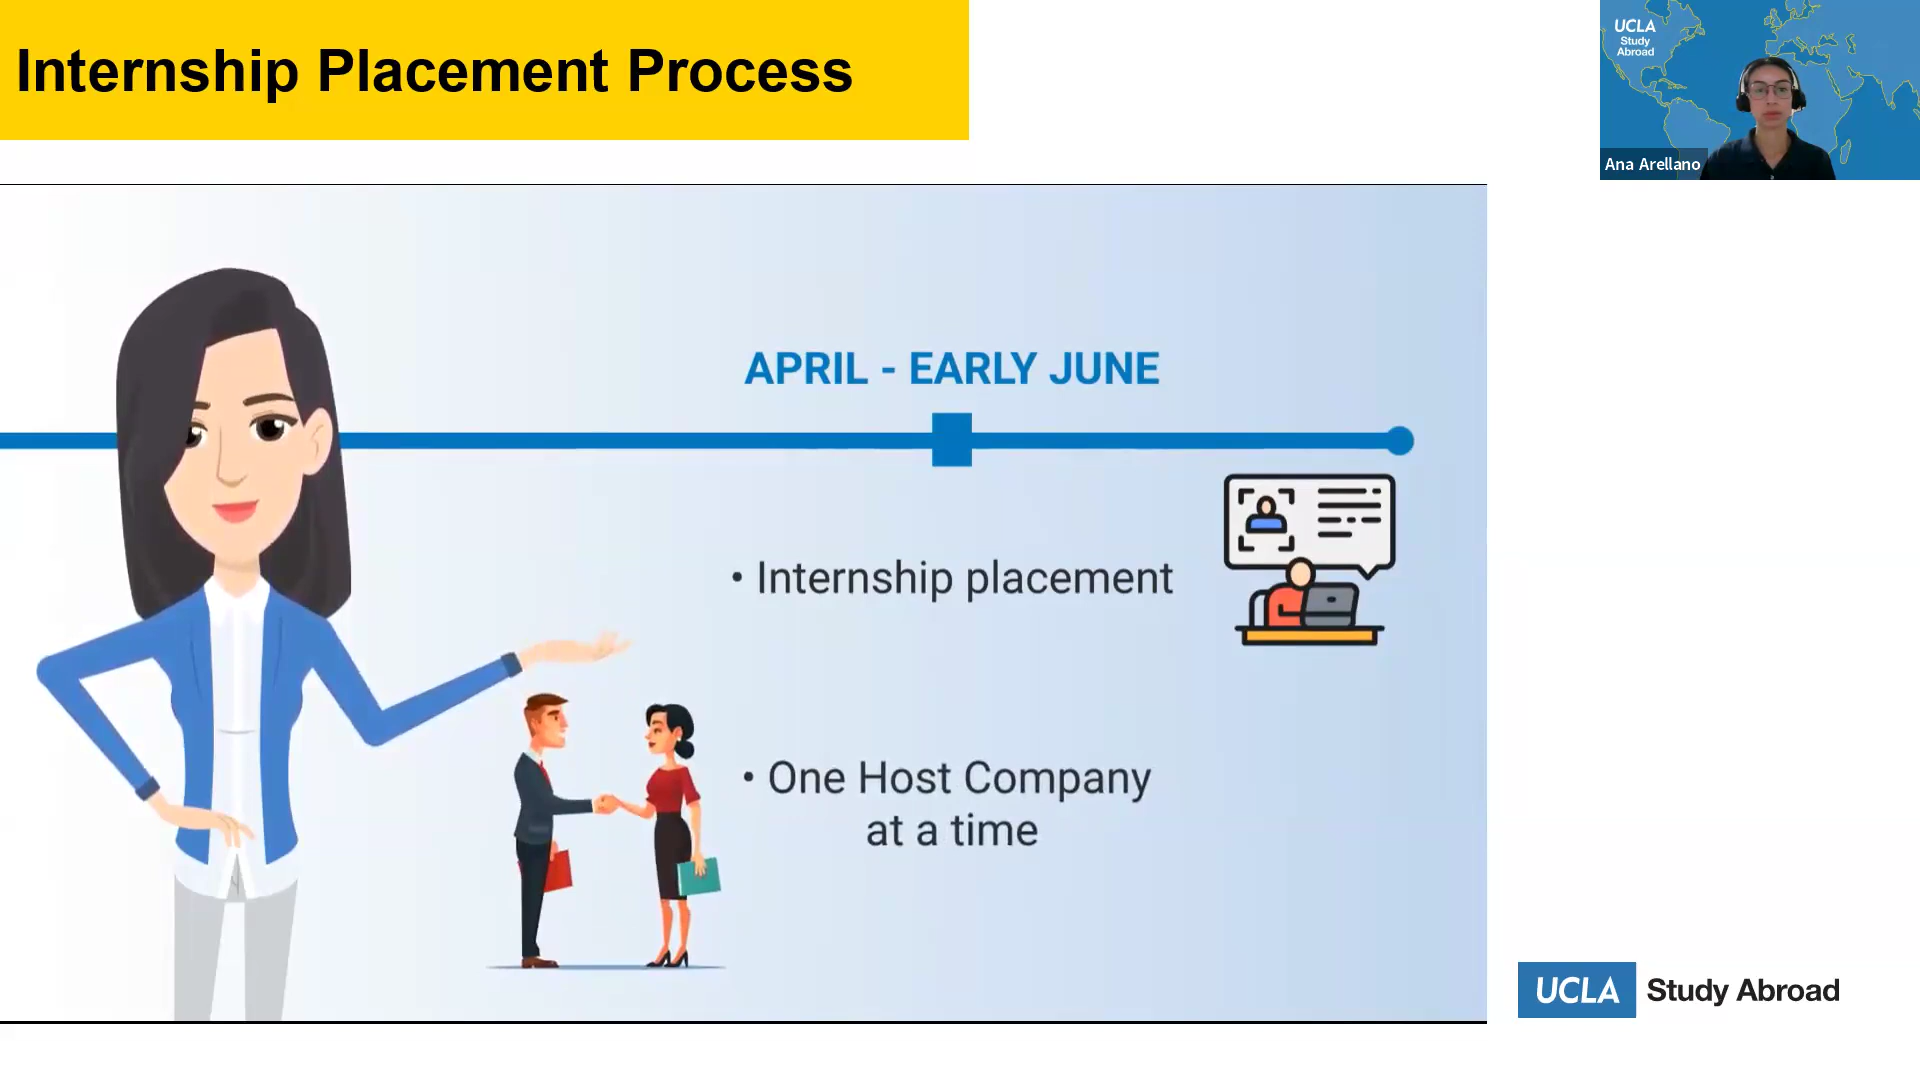 Internship Placement Process
UCLA
Study
Abroad
Ana Arellano
APRIL - EARLY JUNE
• Internship placement
• One Host Company
at a time
UCLA Study Abroad